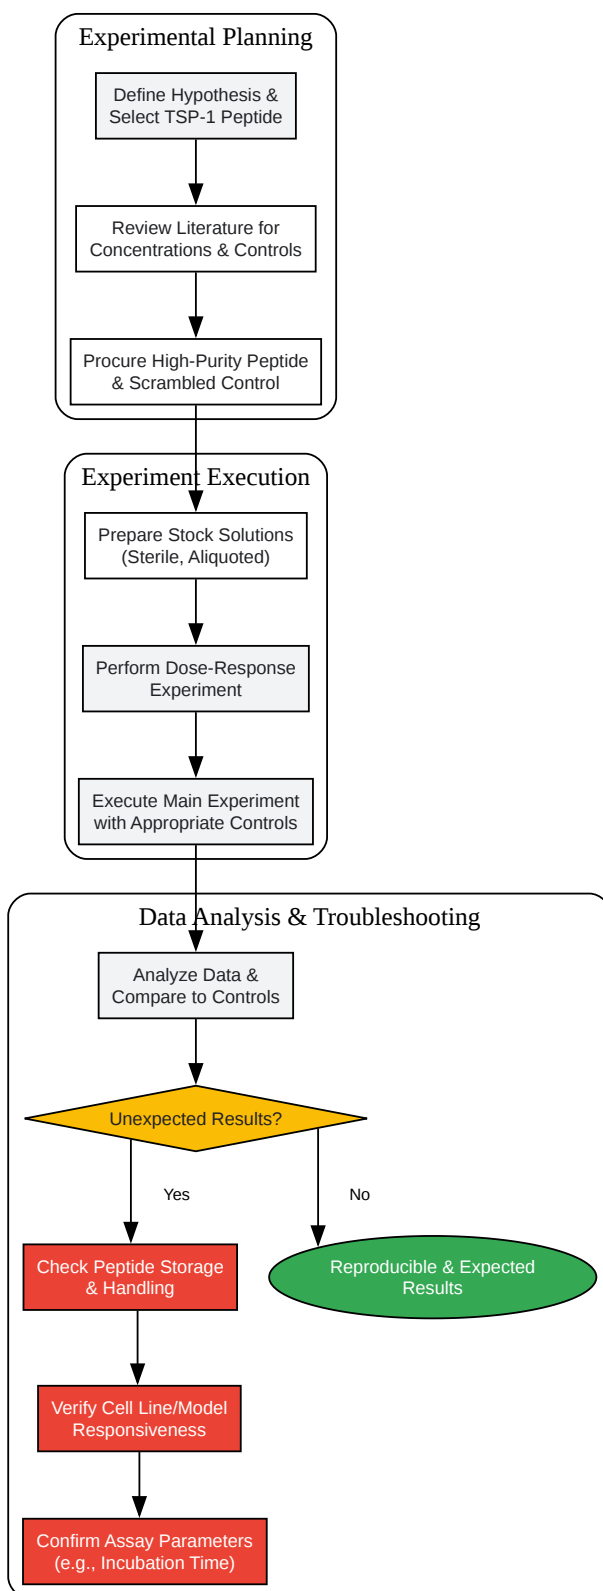 Experimental Planning
Define Hypothesis &
Select TSP-1 Peptide
Review Literature for
Concentrations & Controls
Procure High-Purity Peptide
& Scrambled Control
Experiment Execution
Prepare Stock Solutions
(Sterile, Aliquoted)
Perform Dose-Response
Experiment
Execute Main Experiment
with Appropriate Controls
Data Analysis & Troubleshooting
Analyze Data &
Compare to Controls
Unexpected Results?
Yes
No
Check Peptide Storage
& Handling
Reproducible & Expected
Results
Verify Cell Line/Model
Responsiveness
Confirm Assay Parameters
(e.g., Incubation Time)